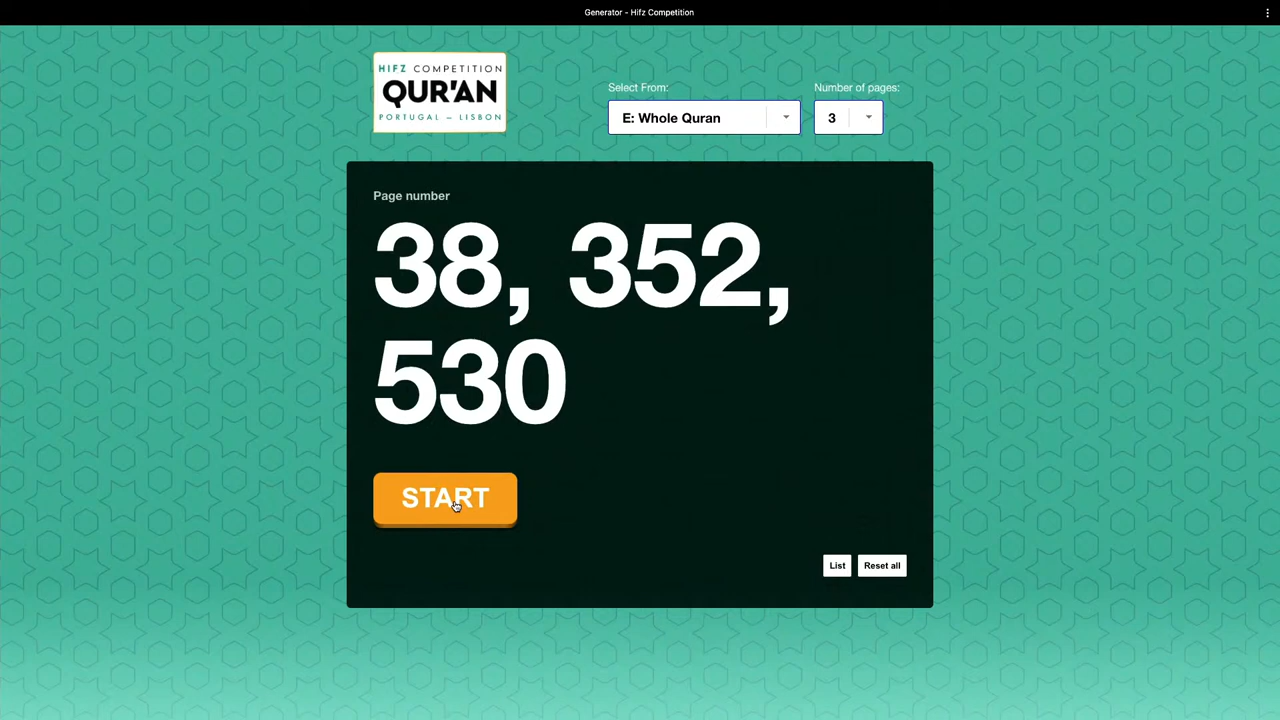 Generator - Hifz Competition
HIFZ COMPETITION
QUR'AN
PORTUGAL – LISBON
Select From:
Number of pages:
E: Whole Quran
3
Page number
38, 352,
530
START
List
Reset all